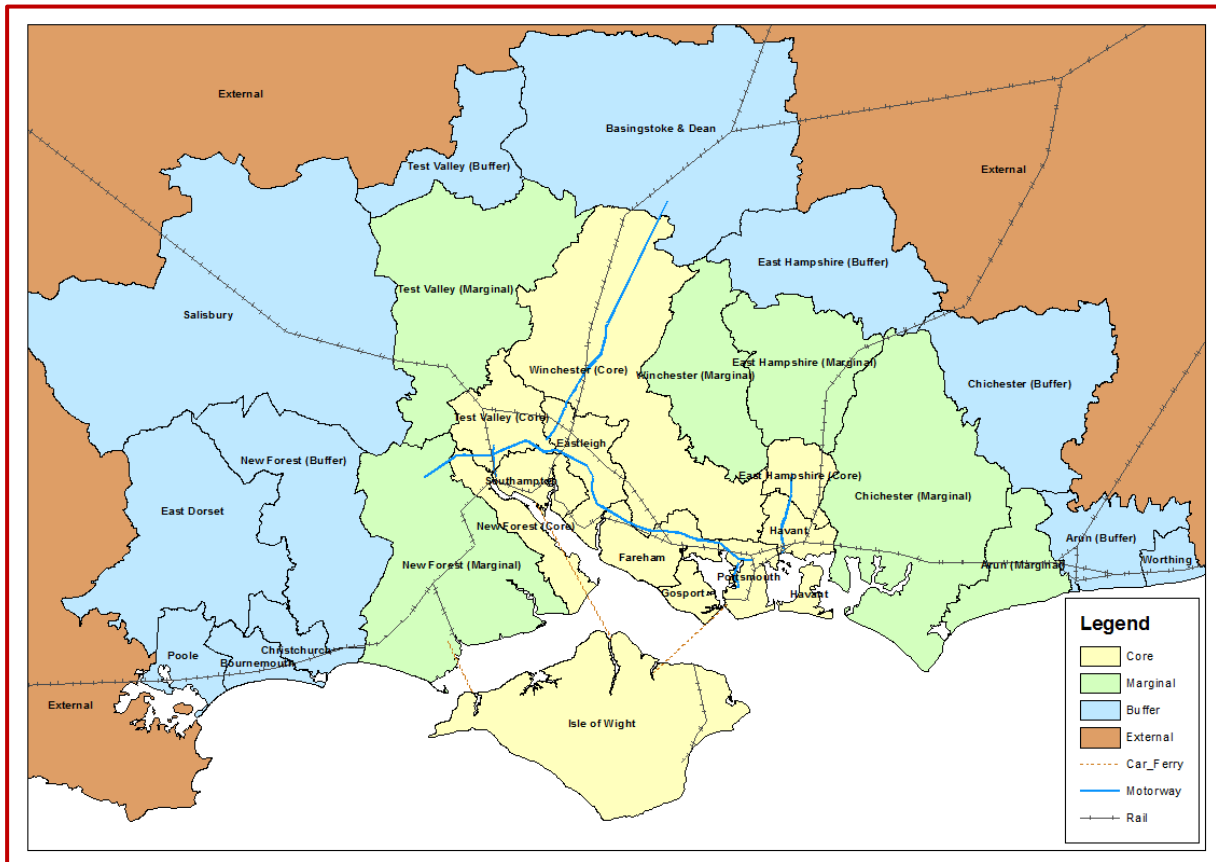 External
Basingstoke & Dean
Test Valley (Buffer)
External
East Hampshire (Buffer)
Test Valley (Marginal)
Salisbury
East Hampshire (Marginal)
Winchester (Core)
Winchester (Marginal)
Chichester (Buffer)
Test Valley (Core)
Eastleigh
New Forest (Buffer)
East Hampshire (Core)
Southampton
Chichester (Marginal)
East Dorset
New Forest (Core)
Havant
Arun (Buffer)
Fareham
Worthing
New Forest (Marginal)
Arun (Marginal)
Portsmouth
Gosport
Havant
Christchurch
Poole
Bournemouth
External
Isle of Wight
Legend
Core
Marginal
Buffer
External
Car_Ferry
Motorway
Rail